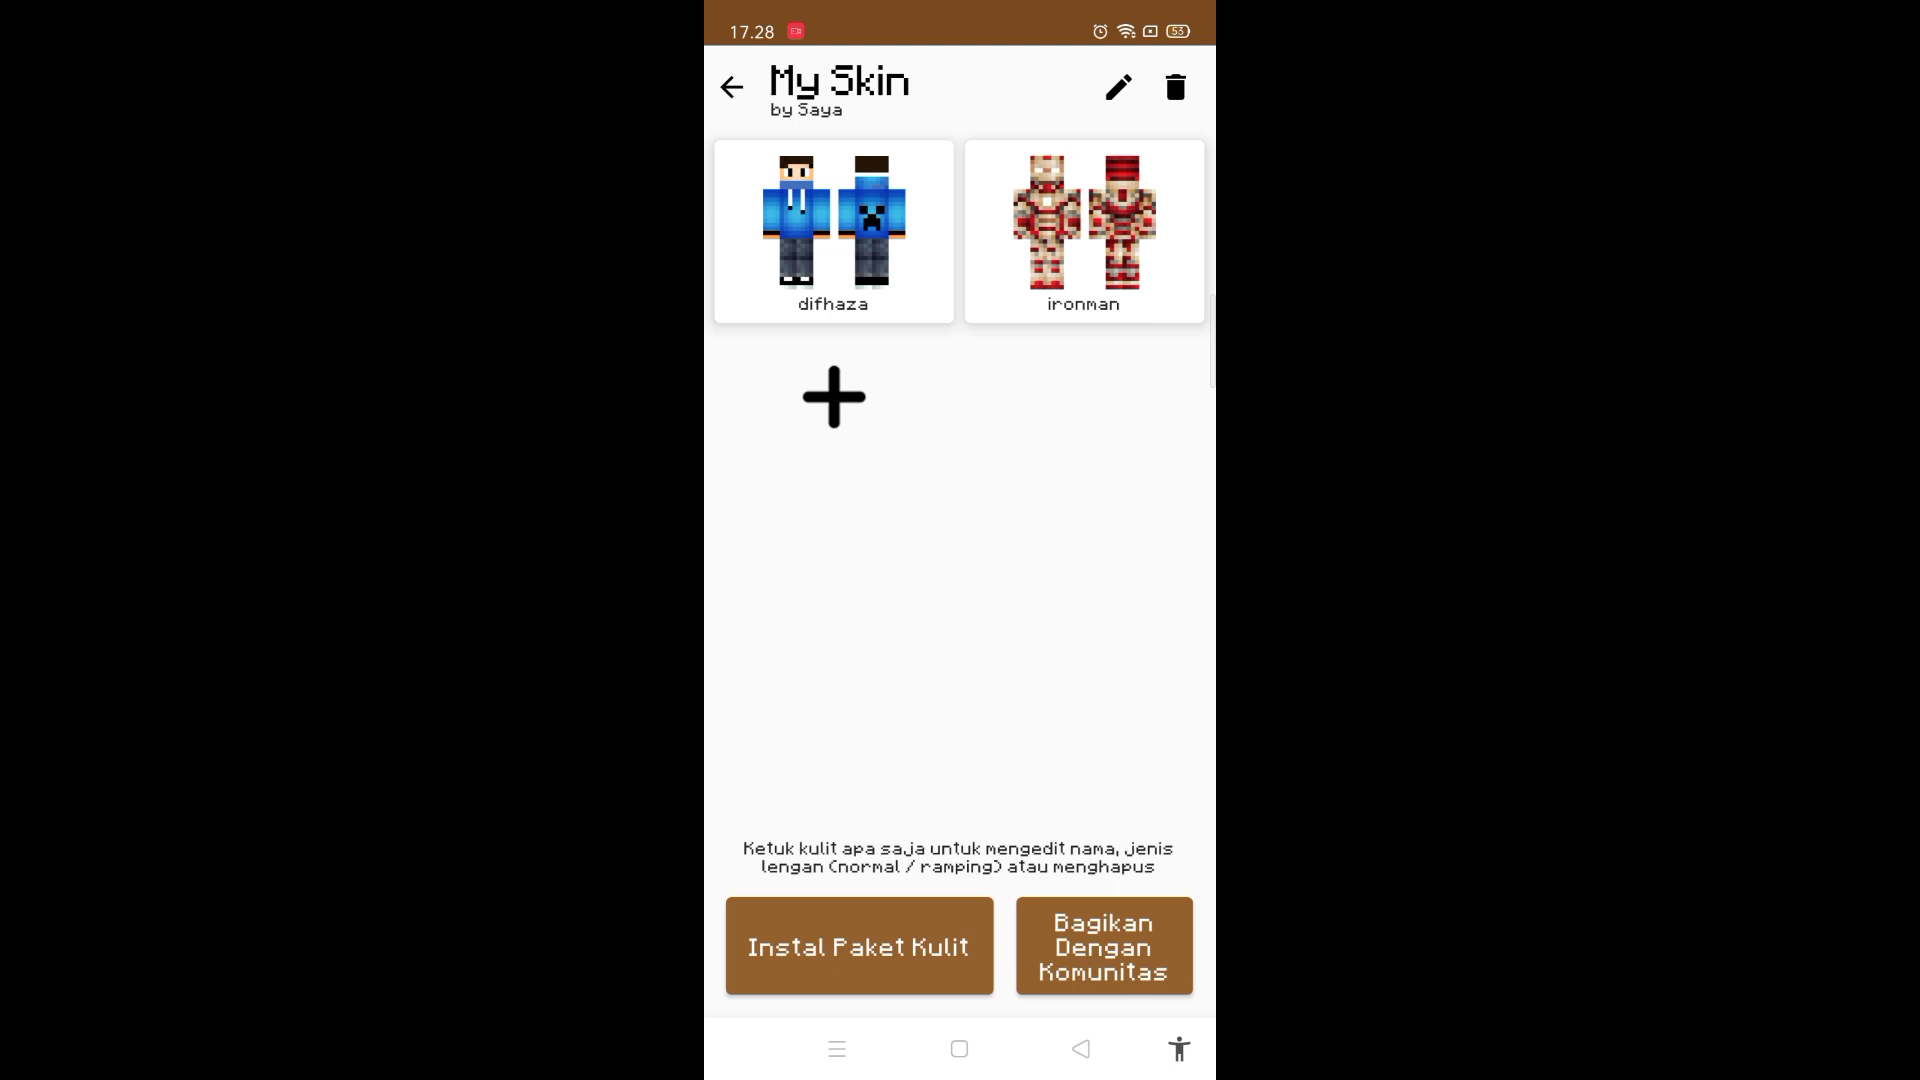 17.28
53
My Skin
by Saya
difhaza
ironman
Ketuk kulit apa saja untuk mengedit nama, jenis
lengan (normal / ramping) atau menghapus
Instal Paket Kulit
Bagikan
Dengan
Komunitas